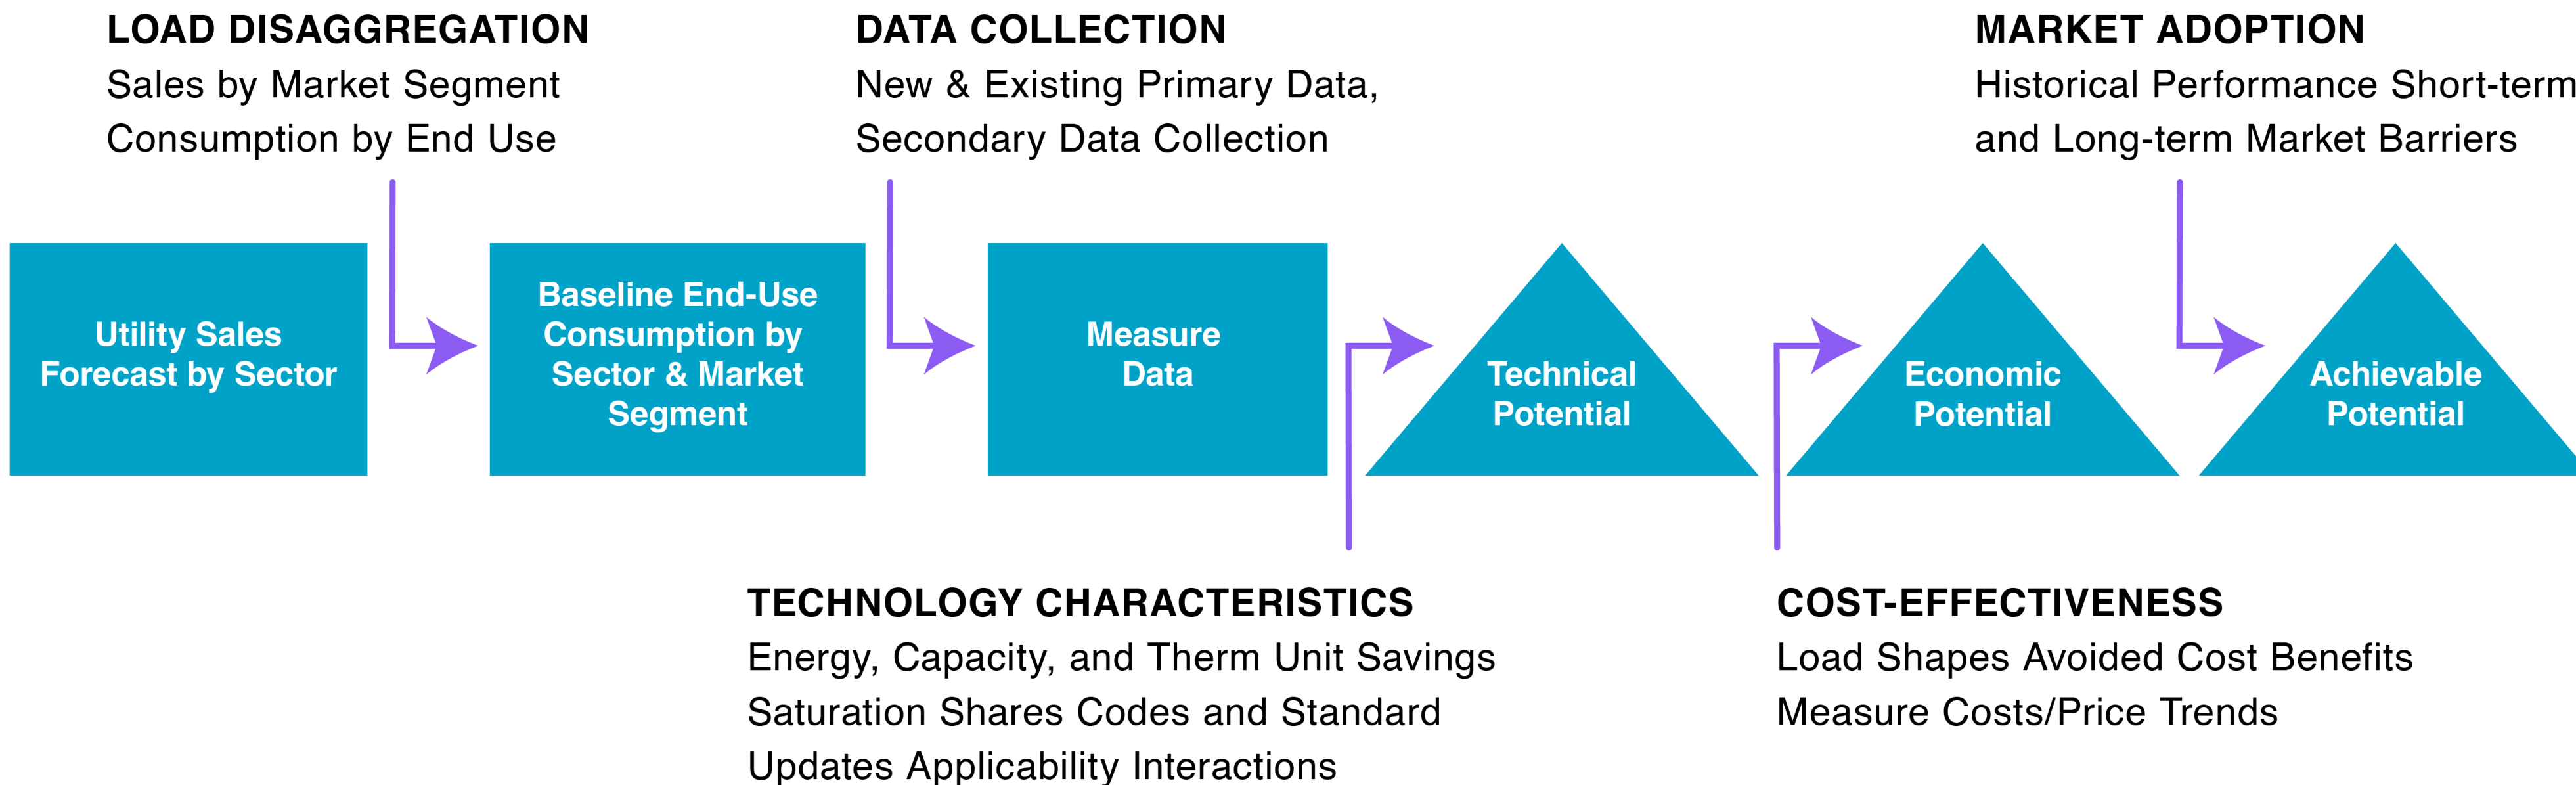 LOAD DISAGGREGATION
Sales by Market Segment
Consumption by End Use
DATA COLLECTION
New & Existing Primary Data,
Secondary Data Collection
MARKET ADOPTION
Historical Performance Short-term
and Long-term Market Barriers
Utility Sales
Forecast by Sector
Baseline End-Use
Consumption by
Sector & Market
Segment
Measure
Data
Technical
Potential
Economic
Potential
Achievable
Potential
TECHNOLOGY CHARACTERISTICS
Energy, Capacity, and Therm Unit Savings
Saturation Shares Codes and Standard
Updates Applicability Interactions
COST-EFFECTIVENESS
Load Shapes Avoided Cost Benefits
Measure Costs/Price Trends